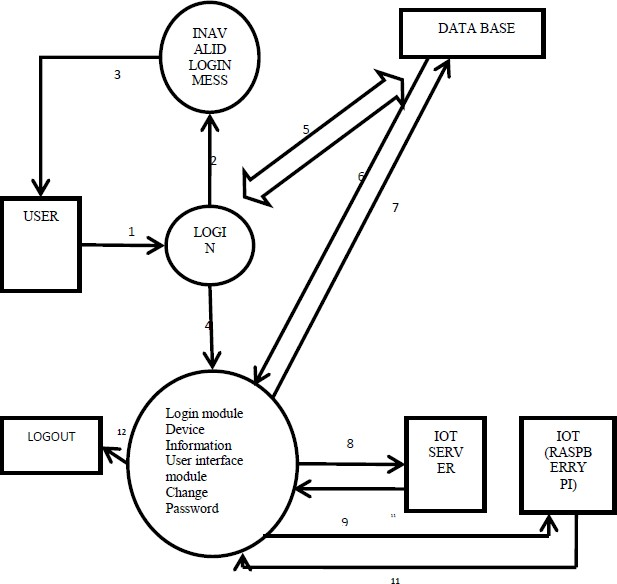 INAV
ALID
LOGIN
MESS
DATA BASE
3
5
2
6
USER
1
LOGI
N
7
4
Login module
Device
Information
User interface
module
Change
Password
LOGOUT
12
8
IOT
SERV
ER
IOT
(RASPB
ERRY
PI)
11
9
11